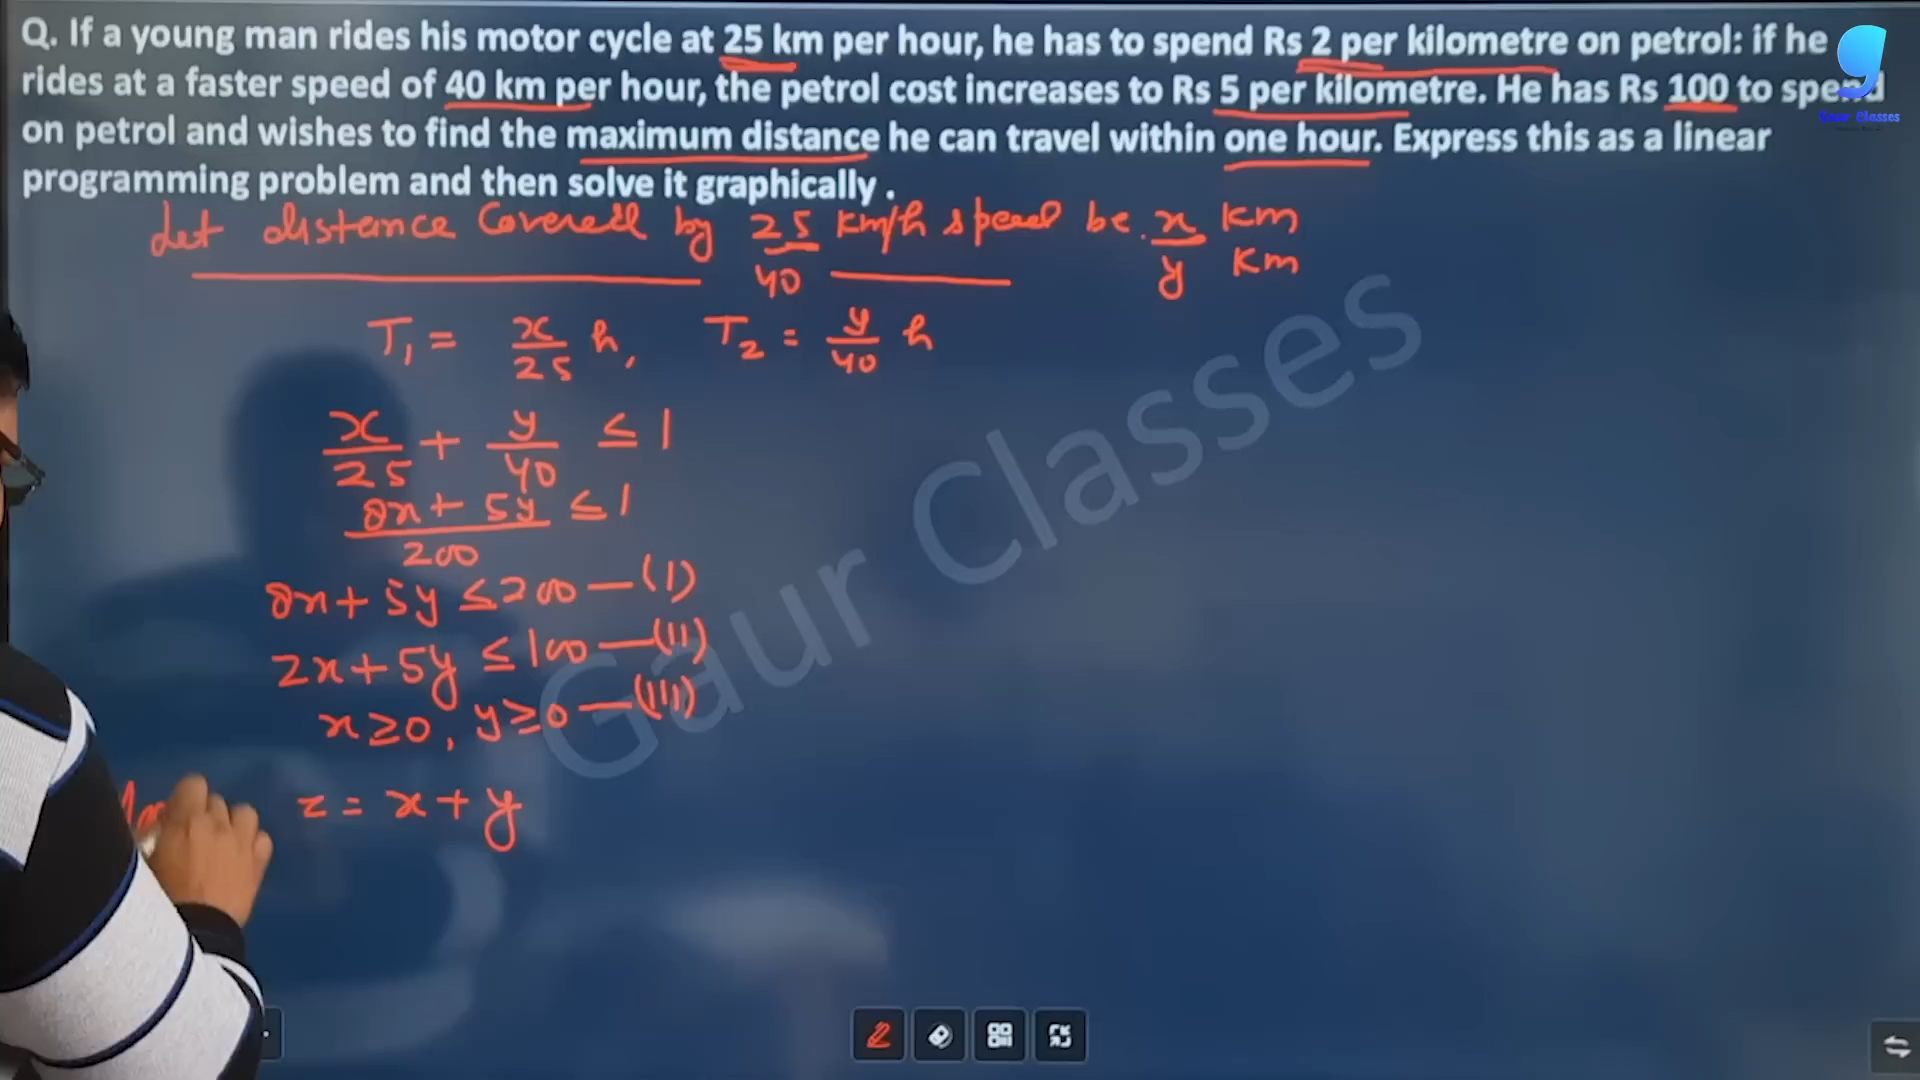 Q. If a young man rides his motor cycle at 25 km per hour, he has to spend Rs 2 per kilometre on petrol: if he
rides at a faster speed of 40 km per hour, the petrol cost increases to Rs 5 per kilometre. He has Rs 100 to spend
on petrol and wishes to find the maximum distance he can travel within one hour. Express this as a linear
programming problem and then solve it graphically .
Gaur Classes
Let distance covered by 25 km/h speed be x km
40 y km
T₁ = x/25 h, T₂ = y/40 h
x/25 + y/40 ≤ 1
8x + 5y / 200 ≤ 1
8x + 5y ≤ 200 — (I)
2x + 5y ≤ 100 — (II)
x ≥ 0, y ≥ 0 — (III)
z = x + y
Gaur Classes